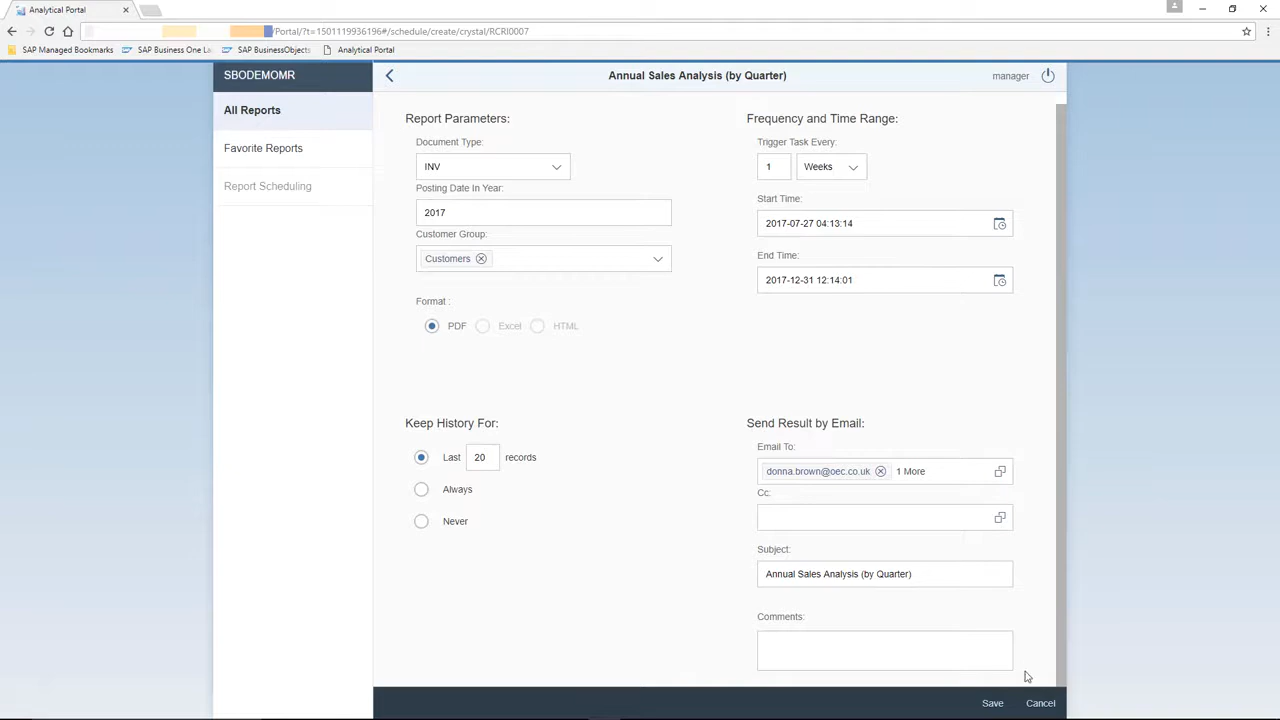 Analytical Portal
/Portal/?t=1501119936196#/schedule/create/crystal/RCRI0007
SAP Managed Bookmarks SAP Business One La SAP BusinessObjects Analytical Portal
SBODEMOMR
Annual Sales Analysis (by Quarter)
manager
All Reports
Favorite Reports
Report Scheduling
Report Parameters:
Document Type:
INV
Posting Date In Year:
2017
Customer Group:
Customers
Format :
PDF Excel HTML
Frequency and Time Range:
Trigger Task Every:
1 Weeks
Start Time:
2017-07-27 04:13:14
End Time:
2017-12-31 12:14:01
Keep History For:
Last 20 records
Always
Never
Send Result by Email:
Email To:
donna.brown@oec.co.uk 1 More
Cc:
Subject:
Annual Sales Analysis (by Quarter)
Comments:
Save Cancel